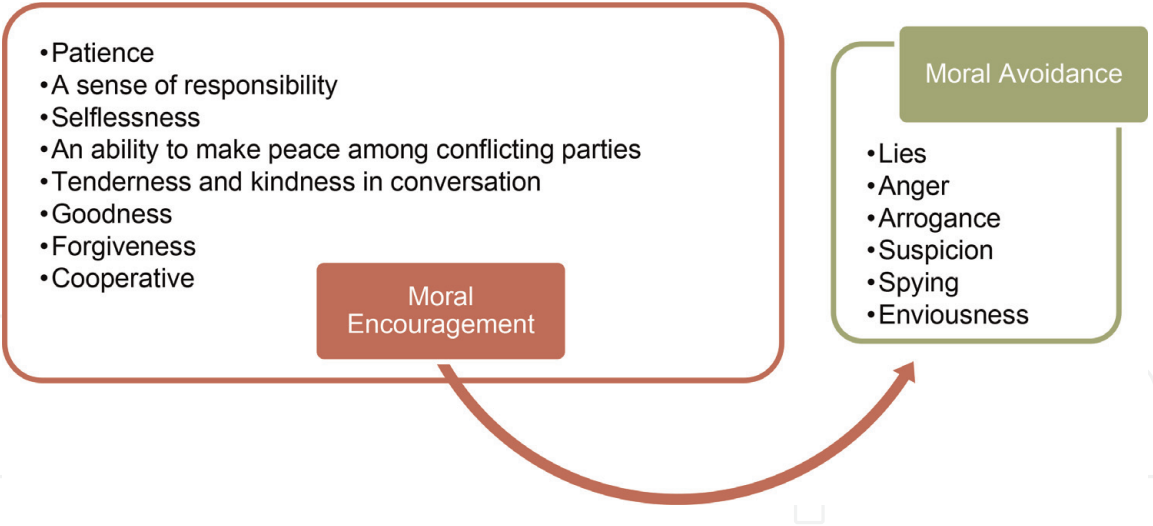 •Patience
•A sense of responsibility
•Selflessness
•An ability to make peace among conflicting parties
•Tenderness and kindness in conversation
•Goodness
•Forgiveness
•Cooperative
Moral
Encouragement
Moral Avoidance
•Lies
•Anger
•Arrogance
•Suspicion
•Spying
•Enviousness